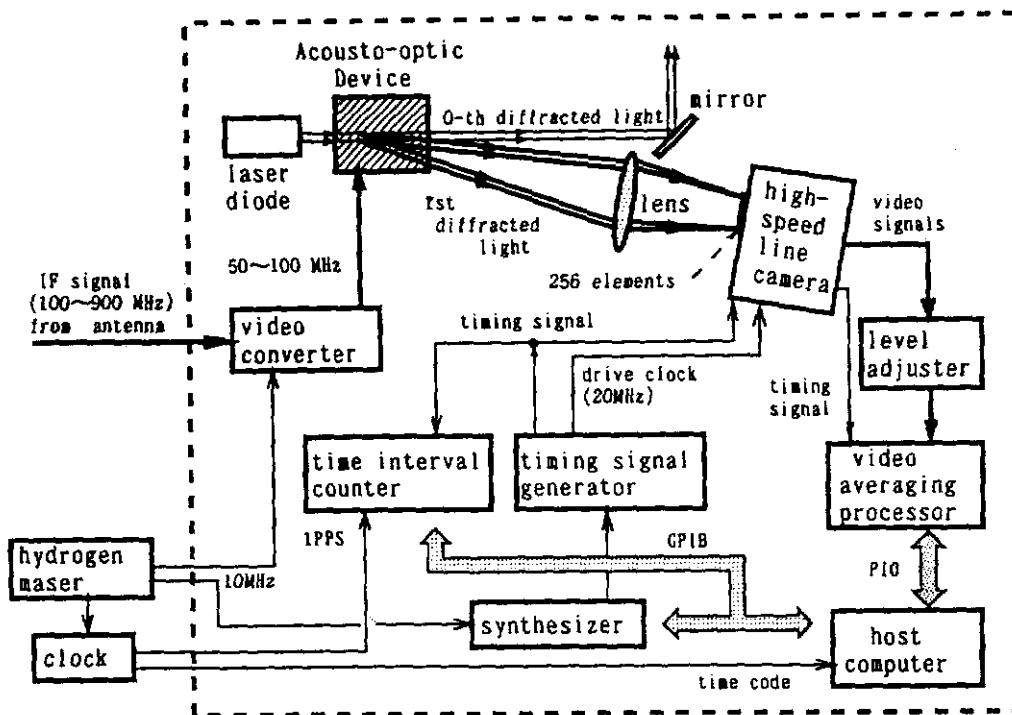 Acousto-optic
Device
mirror
0-th diffracted light
laser
diode
lens
high-
speed
line
camera
video
signals
1st
diffracted
light
256 elements
50~100 MHz
IF signal
(100~900 MHz)
from antenna
video
converter
timing signal
level
adjuster
drive clock
(20MHz)
timing
signal
time interval
counter
timing signal
generator
video
averaging
processor
1PPS
GPIB
hydrogen
maser
10MHz
PIO
synthesizer
clock
host
computer
time code